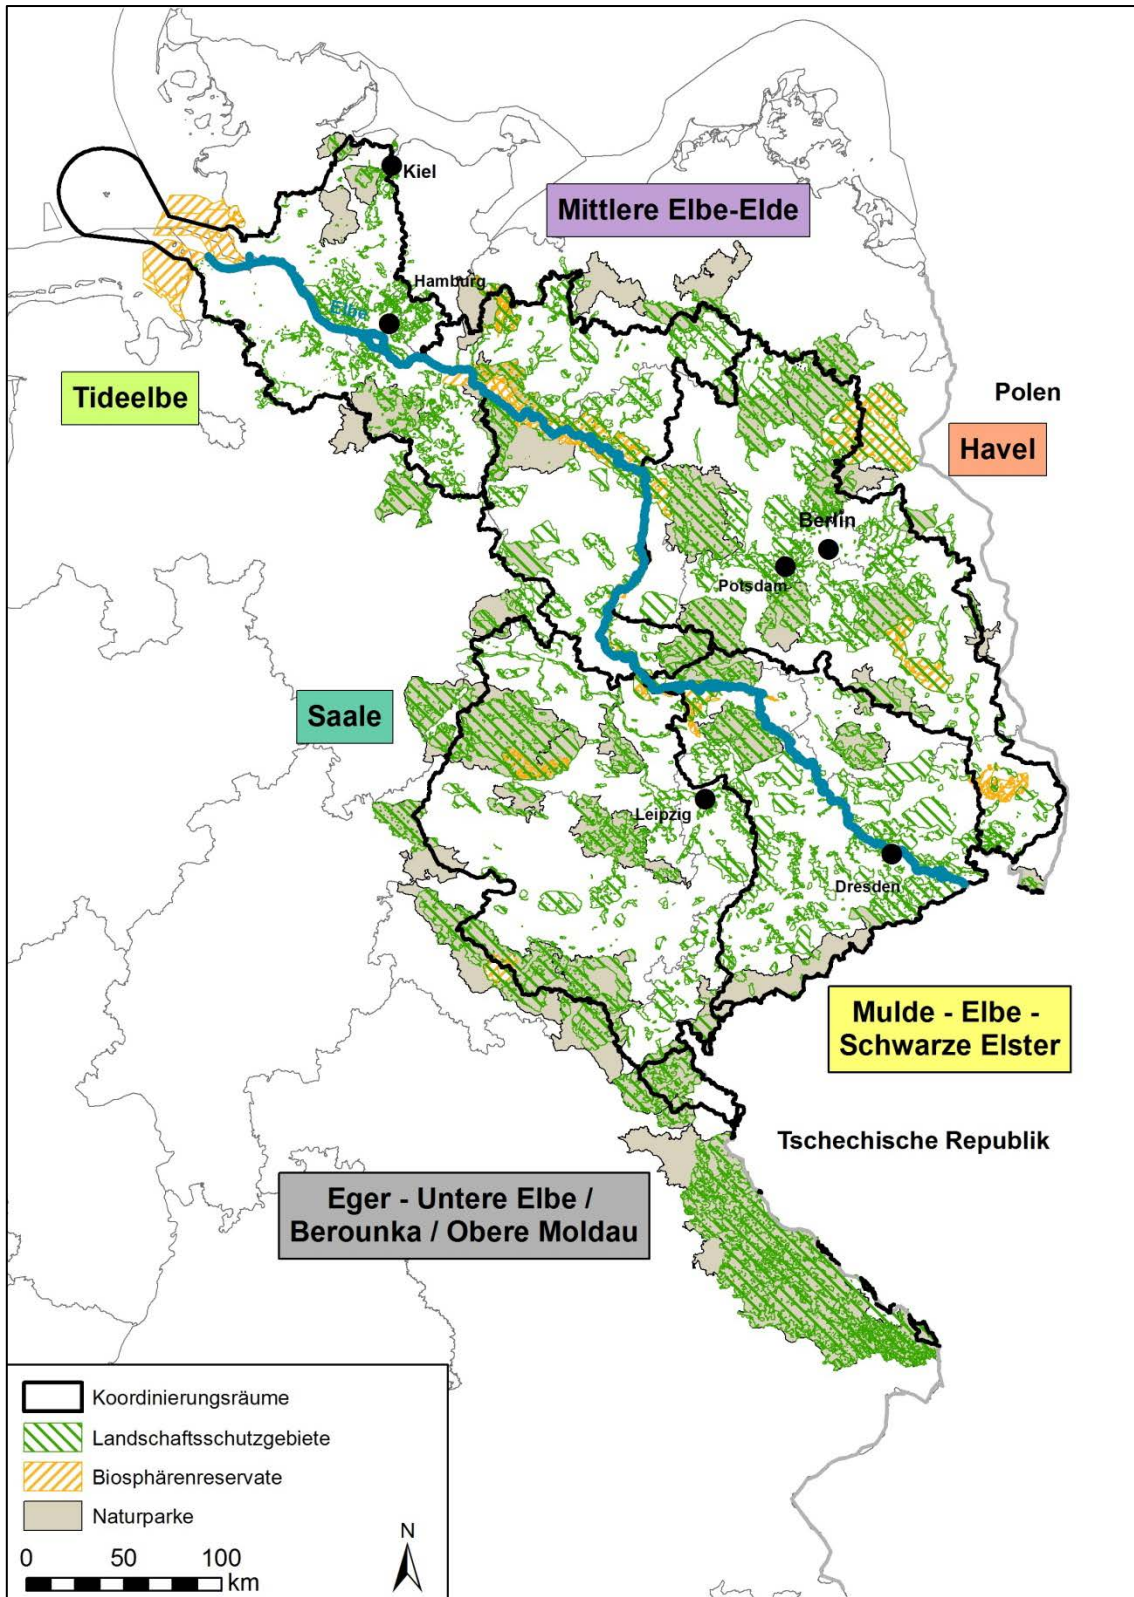 Kiel
Mittlere Elbe-Elde
Hamburg
Elbe
Tideelbe
Polen
Havel
Berlin
Potsdam
Saale
Leipzig
Dresden
Mulde - Elbe -
Schwarze Elster
Tschechische Republik
Eger - Untere Elbe /
Berounka / Obere Moldau
Koordinierungsräume
Landschaftsschutzgebiete
Biosphärenreservate
Naturparke
N
0 50 100
km